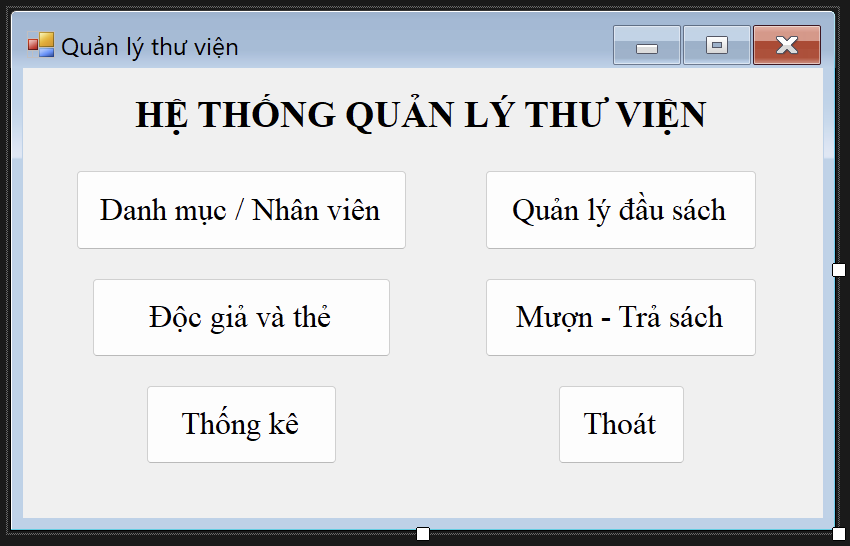 Quản lý thư viện
HỆ THỐNG QUẢN LÝ THƯ VIỆN
Danh mục / Nhân viên
Quản lý đầu sách
Độc giả và thẻ
Mượn - Trả sách
Thống kê
Thoát